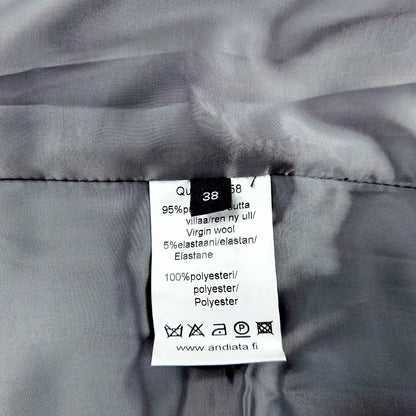 Qu 58
38
95%p utta
villaa/ren ny ull/
Virgin wool
5%elastaani/elastan/
Elastane
100%polyesteri/
polyester/
Polyester
P
www.andiata.fi